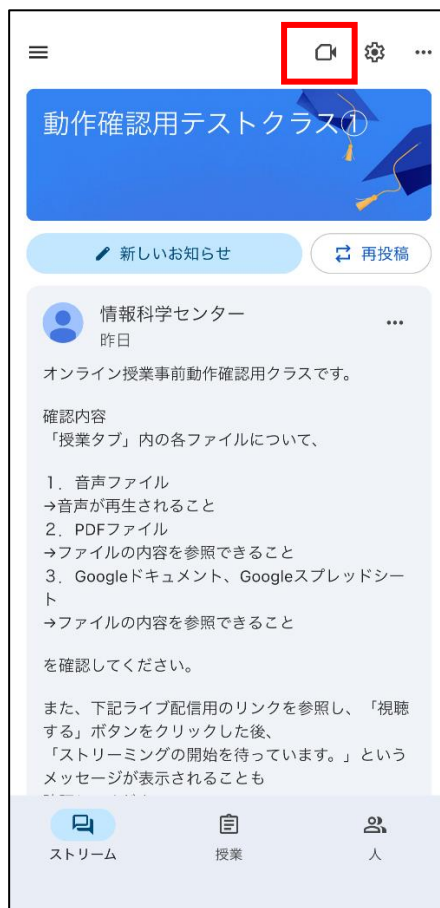 動作確認用テストクラス①
新しいお知らせ
再投稿
情報科学センター
昨日
オンライン授業事前動作確認用クラスです。
確認内容
「授業タブ」内の各ファイルについて、
１．音声ファイル
→音声が再生されること
２．PDFファイル
→ファイルの内容を参照できること
３．Googleドキュメント、Googleスプレッドシー
ト
→ファイルの内容を参照できること
を確認してください。
また、下記ライブ配信用のリンクを参照し、「視聴
する」ボタンをクリックした後、
「ストリーミングの開始を待っています。」という
メッセージが表示されることも
ストリーム
授業
人